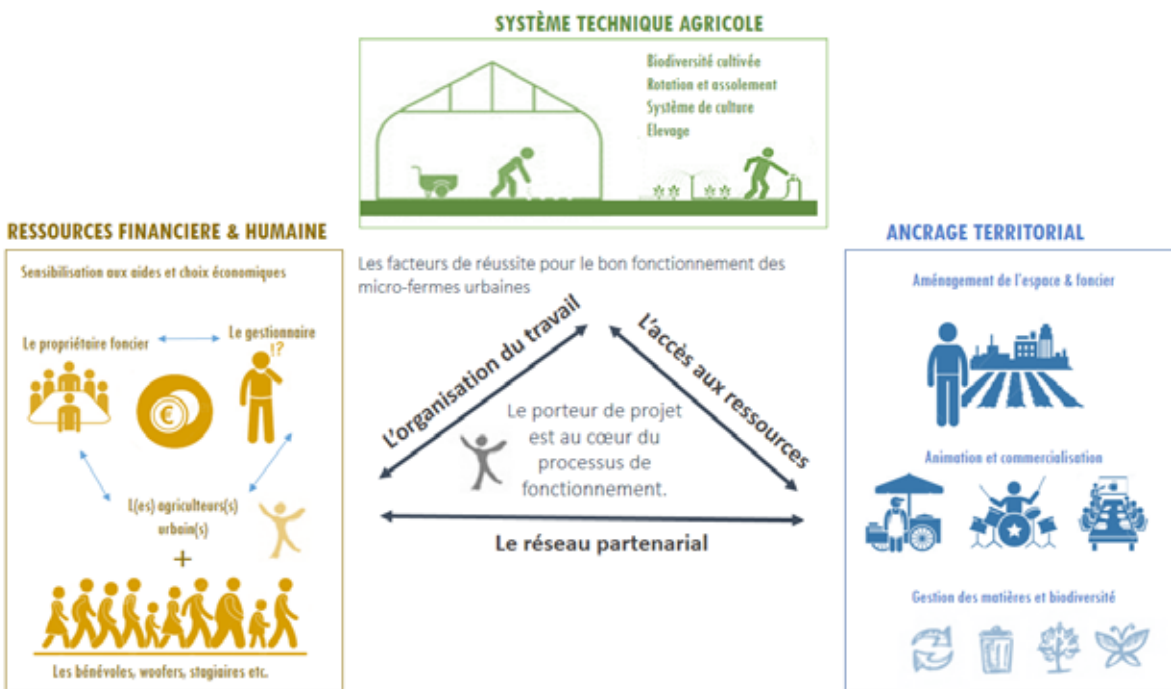 SYSTÈME TECHNIQUE AGRICOLE
Biodiversité cultivée
Rotation et assolement
Système de culture
Elevage
RESSOURCES FINANCIERE & HUMAINE
Sensibilisation aux aides et choix économiques
Le propriétaire foncier
Le gestionnaire
!?
€
L(es) agriculteurs(s)
urbain(s)
+
Les bénévoles, woofers, stagiaires etc.
Les facteurs de réussite pour le bon fonctionnement des
micro-fermes urbaines
L'organisation du travail
L'accès aux ressources
Le porteur de projet
est au cœur du
processus de
fonctionnement.
Le réseau partenarial
ANCRAGE TERRITORIAL
Aménagement de l'espace & foncier
Animation et commercialisation
Gestion des matières et biodiversité